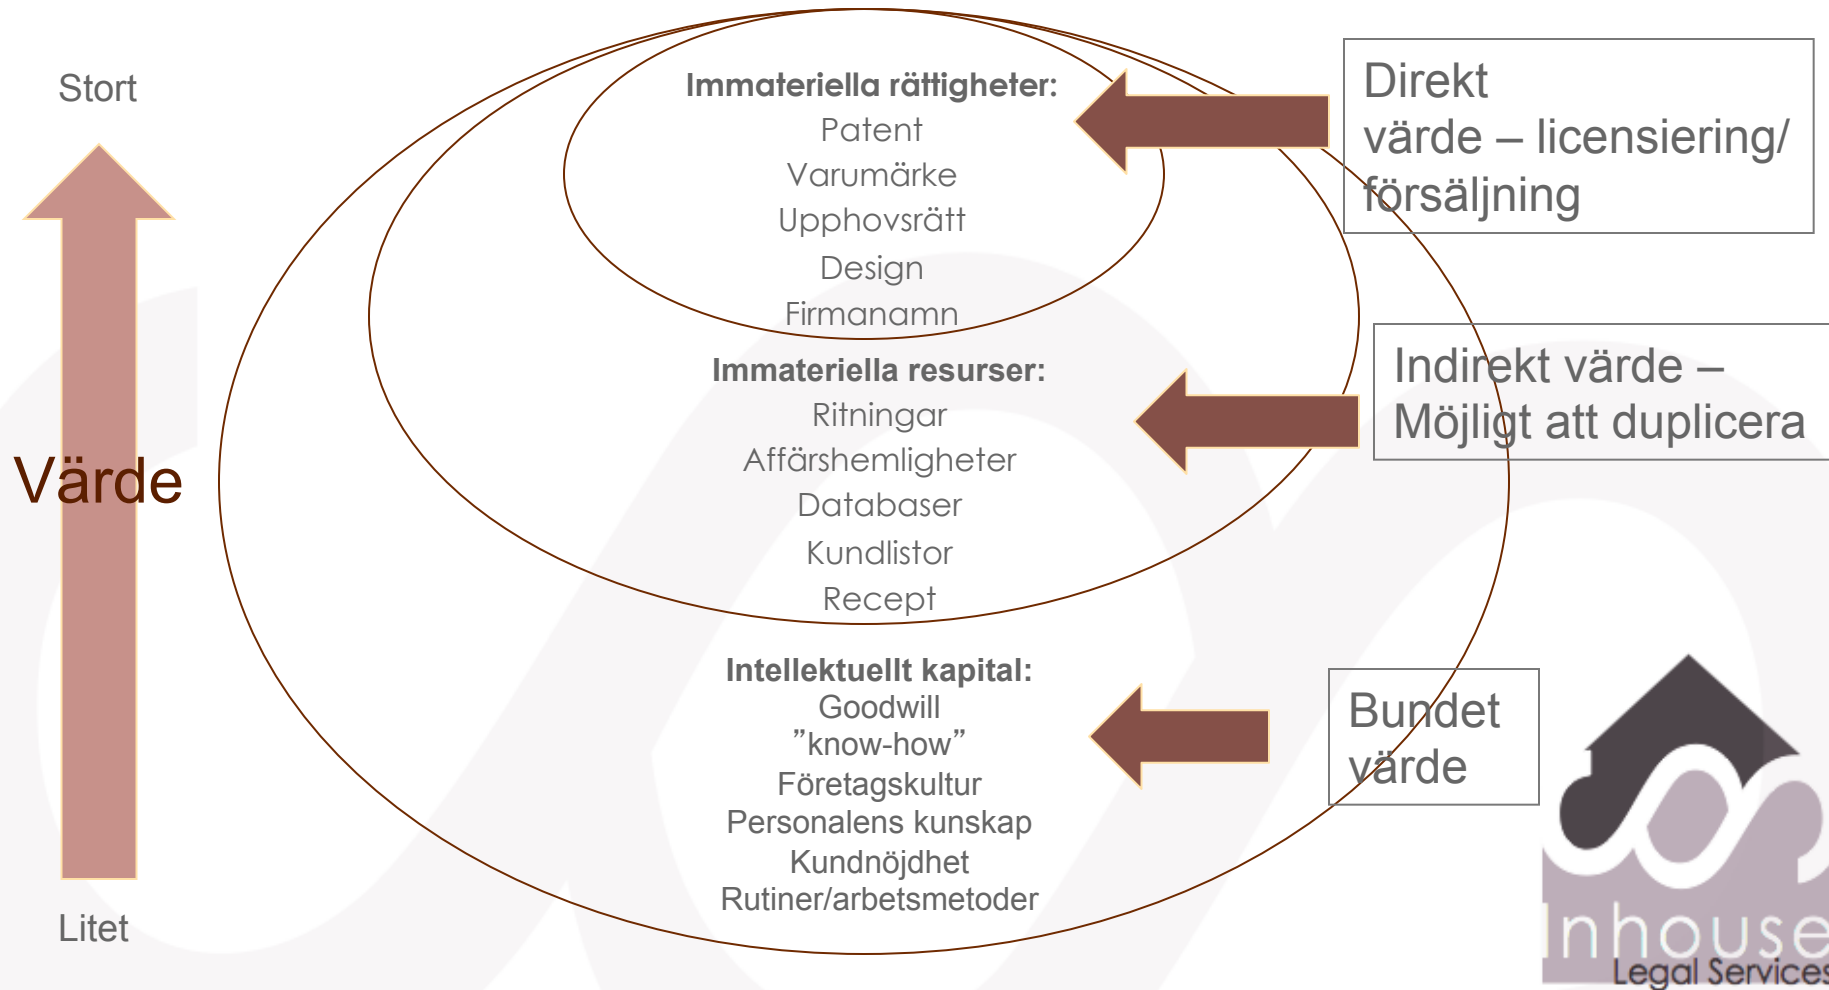 Stort
Värde
Litet
Immateriella rättigheter:
Patent
Varumärke
Upphovsrätt
Design
Firmanamn
Immateriella resurser:
Ritningar
Affärshemligheter
Databaser
Kundlistor
Recept
Intellektuellt kapital:
Goodwill
”know-how”
Företagskultur
Personalens kunskap
Kundnöjdhet
Rutiner/arbetsmetoder
Direkt
värde – licensiering/
försäljning
Indirekt värde –
Möjligt att duplicera
Bundet
värde
Inhouse
Legal Services